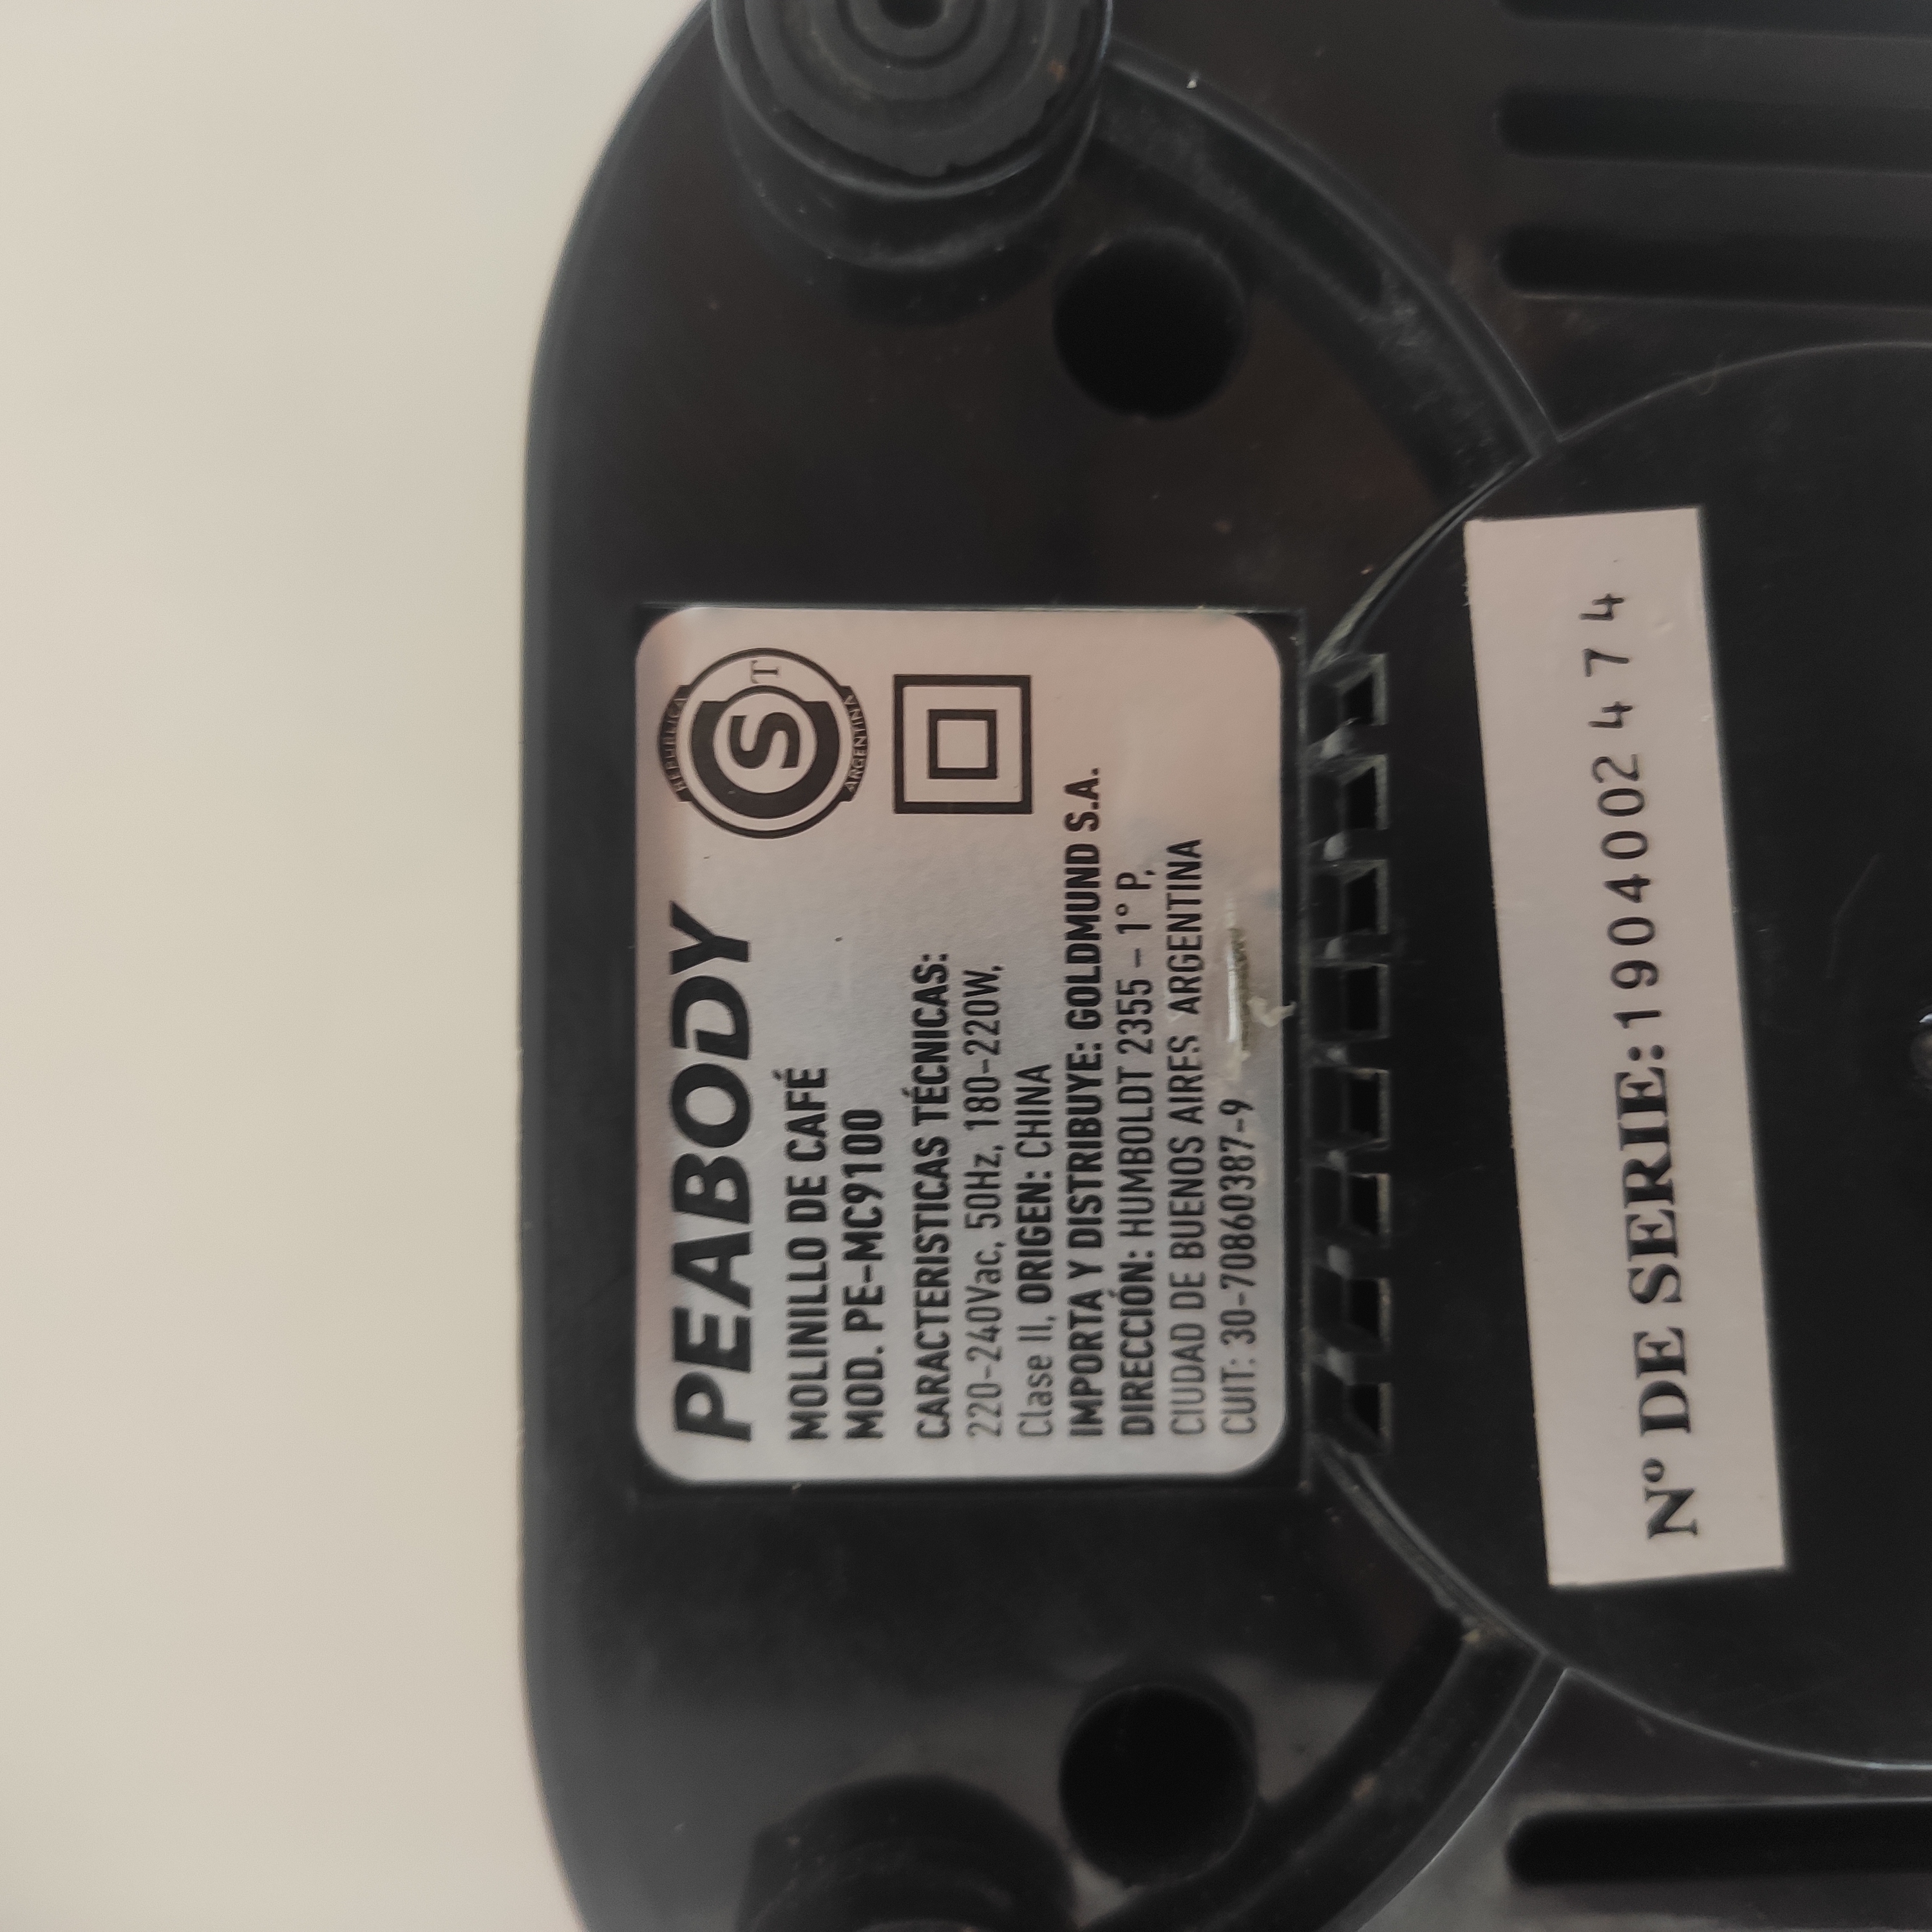 PEABODY
MOLINILLO DE CAFÉ
MOD. PE-MC9100
CARACTERISTICAS TÉCNICAS:
220-240Vac, 50Hz, 180-220W,
Clase II, ORIGEN: CHINA
IMPORTA Y DISTRIBUYE: GOLDMUND S.A.
DIRECCIÓN: HUMBOLDT 2355 – 1° P,
CIUDAD DE BUENOS AIRES ARGENTINA
CUIT: 30-70860387-9
REPUBLICA
S T
ARGENTINA
Nº DE SERIE:1904002474